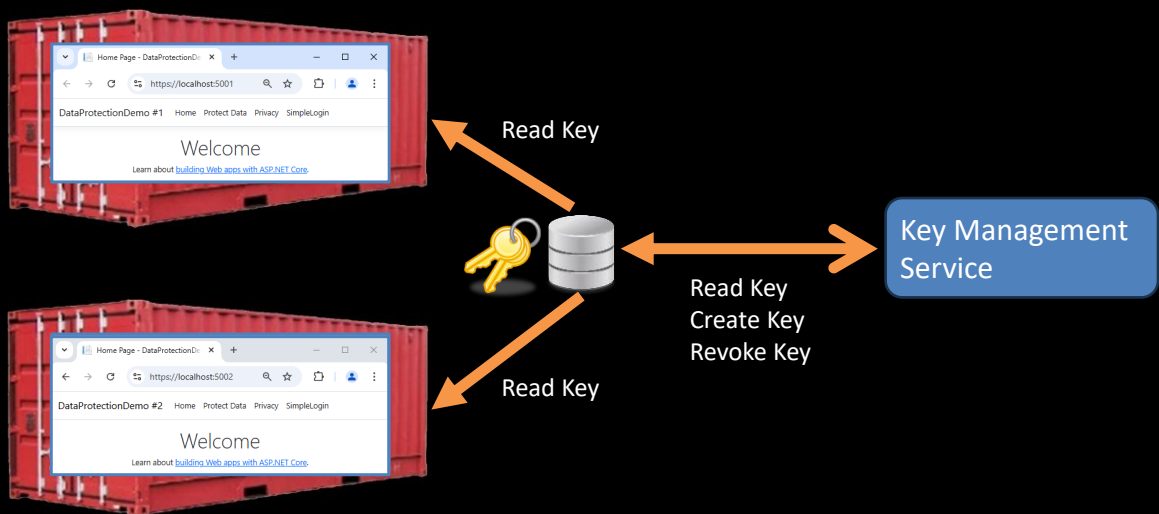 Home Page - DataProtectionDe
https://localhost:5001
DataProtectionDemo #1 Home Protect Data Privacy SimpleLogin
Welcome
Learn about building Web apps with ASP.NET Core.
Read Key
Key Management
Service
Read Key
Create Key
Revoke Key
Home Page - DataProtectionDe
https://localhost:5002
DataProtectionDemo #2 Home Protect Data Privacy SimpleLogin
Welcome
Learn about building Web apps with ASP.NET Core.
Read Key